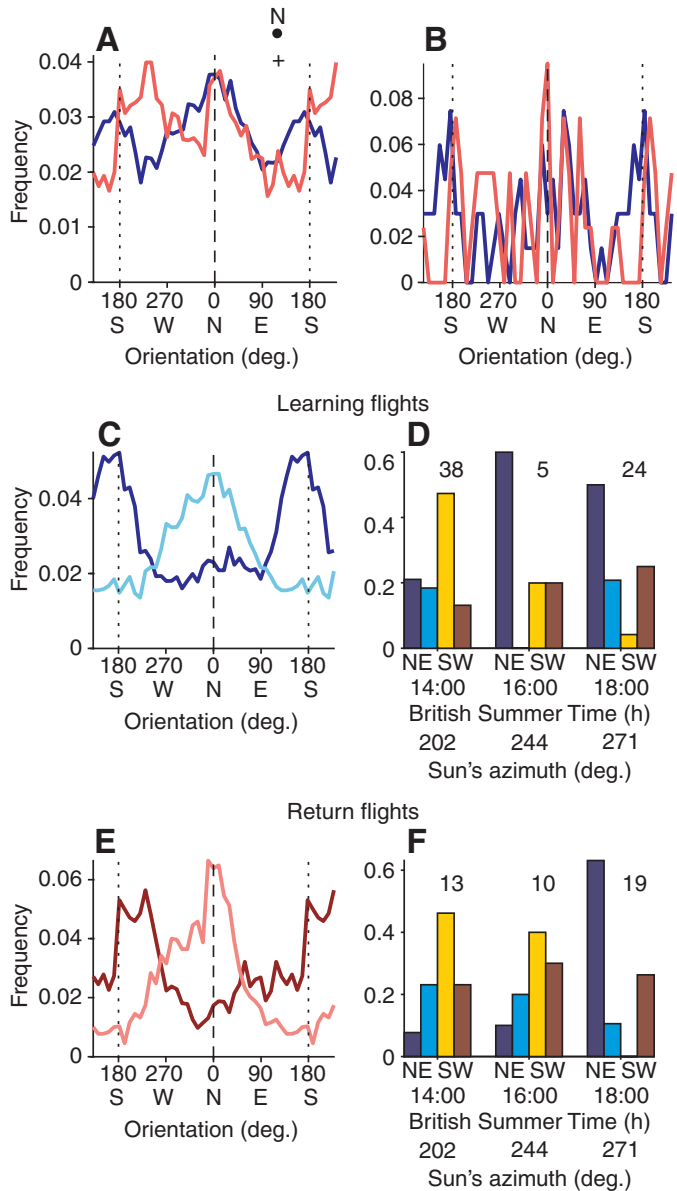 A
N
+
B
0.04
0.03
0.02
0.01
0
Frequency
180 270 0 90 180
S W N E S
Orientation (deg.)
0.08
0.06
0.04
0.02
0
180 270 0 90 180
S W N E S
Orientation (deg.)
Learning flights
C
0.04
0.02
0
Frequency
180 270 0 90 180
S W N E S
Orientation (deg.)
D
0.6
0.4
0.2
0
38 5 24
NE SW NE SW NE SW
14:00 16:00 18:00
British Summer Time (h)
202 244 271
Sun's azimuth (deg.)
Return flights
E
0.06
0.04
0.02
0
Frequency
180 270 0 90 180
S W N E S
Orientation (deg.)
F
0.6
0.4
0.2
0
13 10 19
NE SW NE SW NE SW
14:00 16:00 18:00
British Summer Time (h)
202 244 271
Sun's azimuth (deg.)